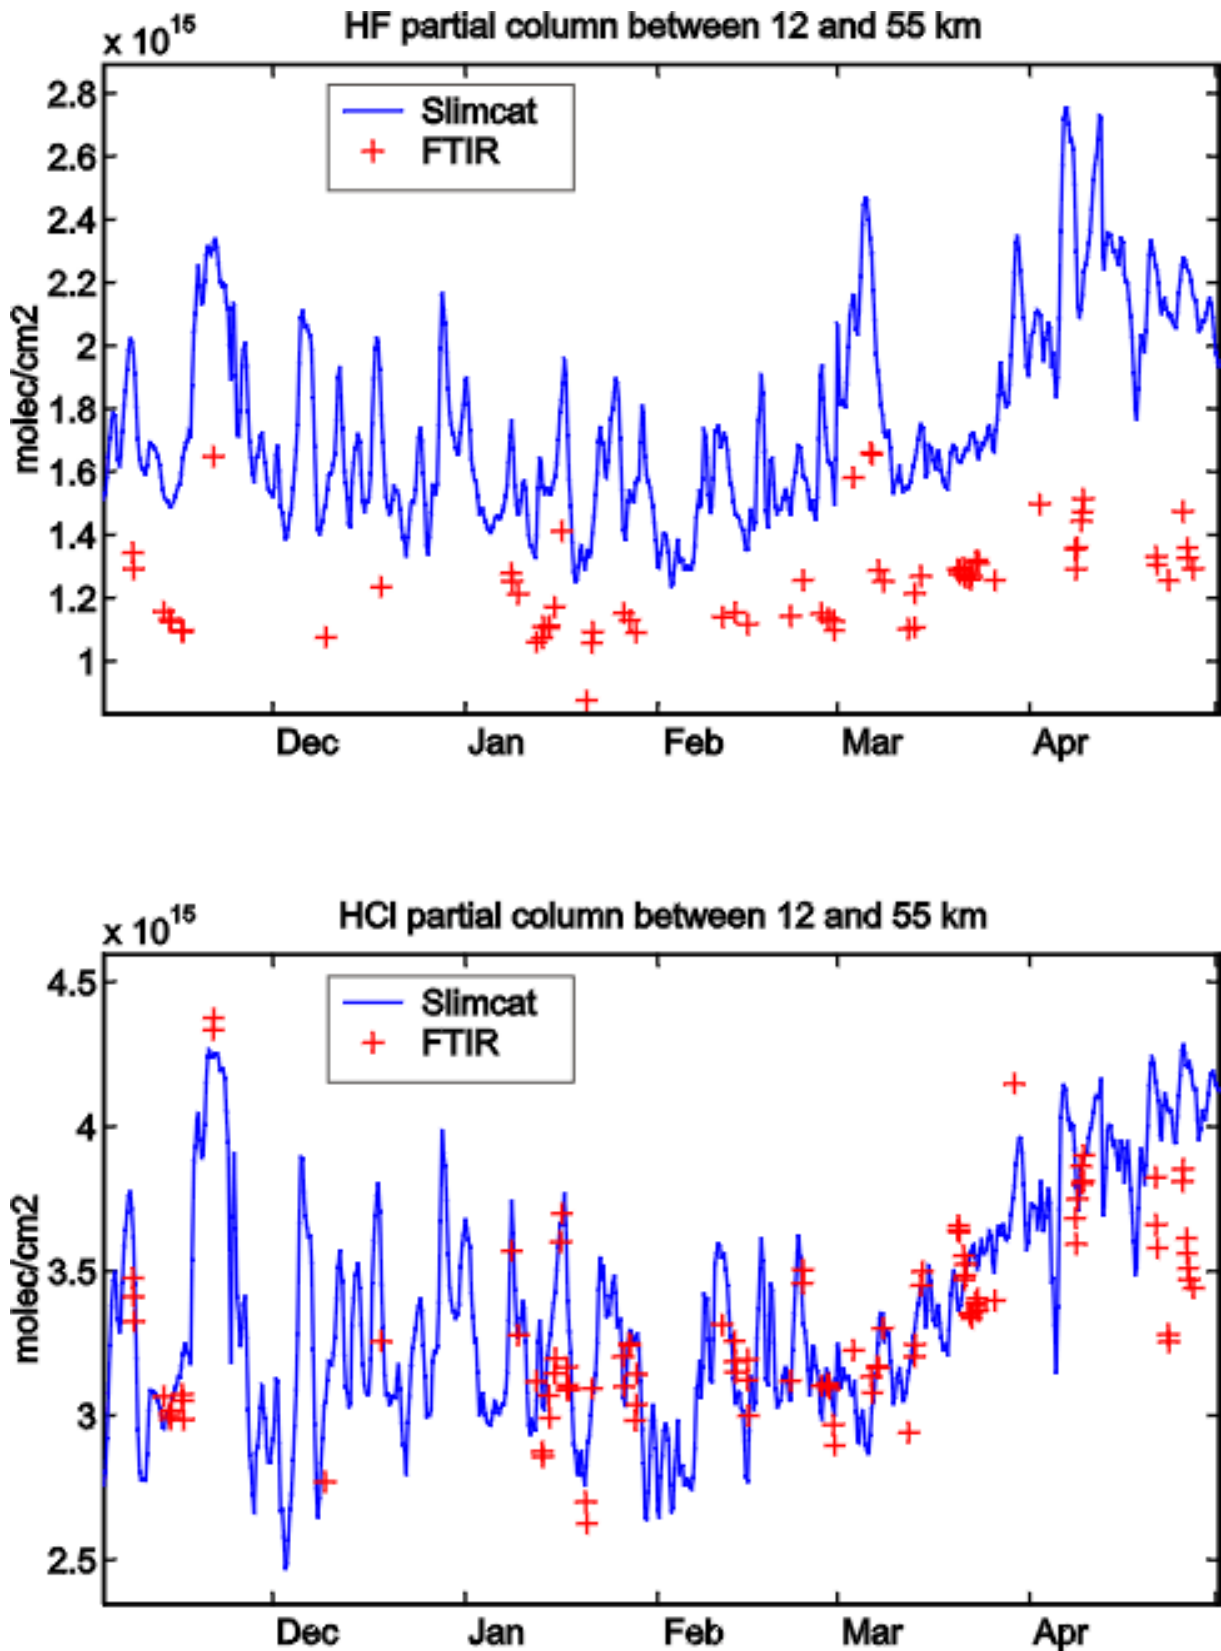 HF partial column between 12 and 55 km
x 10^15
Slimcat
FTIR
2.8
2.6
2.4
2.2
2
1.8
1.6
1.4
1.2
1
molec/cm2
Dec Jan Feb Mar Apr
HCl partial column between 12 and 55 km
x 10^15
Slimcat
FTIR
4.5
4
3.5
3
2.5
molec/cm2
Dec Jan Feb Mar Apr